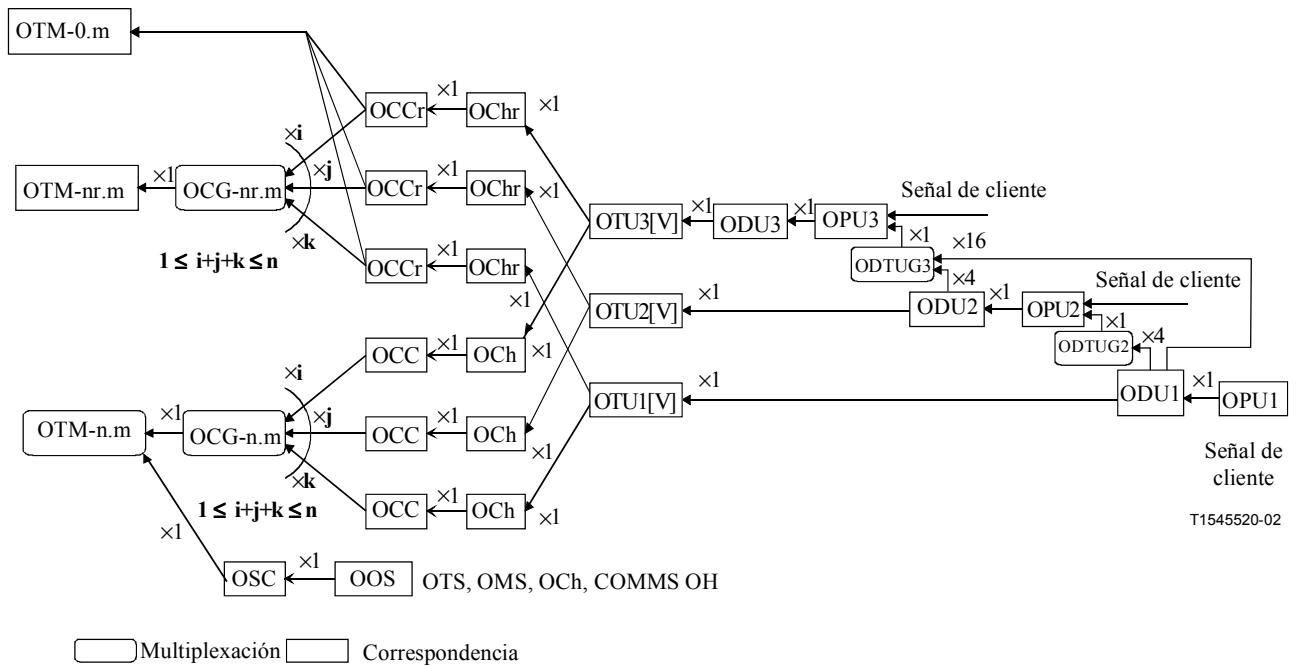 OTM-0.m
×1
×1
OCCr
OChr
×i
×1
×1
×j
×1
OTM-nr.m
OCG-nr.m
OCCr
OChr
Señal de cliente
×1
×1
×1
OTU3[V]
ODU3
OPU3
×k
×1
×1
×16
1 ≤ i+j+k ≤ n
OCCr
OChr
ODTUG3
×4
Señal de cliente
×1
×1
×1
OTU2[V]
ODU2
OPU2
×1
×1
×1
OCC
OCh
ODTUG2
×4
×i
×1
×1
×1
×1
×j
OTU1[V]
ODU1
OPU1
OTM-n.m
OCG-n.m
OCC
OCh
×1
Señal de
cliente
×k
×1
1 ≤ i+j+k ≤ n
OCC
OCh
×1
T1545520-02
×1
×1
OSC
OOS
OTS, OMS, OCh, COMMS OH
Multiplexación
Correspondencia